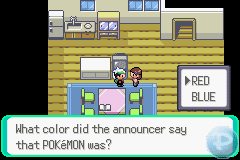 ▶RED
BLUE
What color did the announcer say
that POKéMON was?